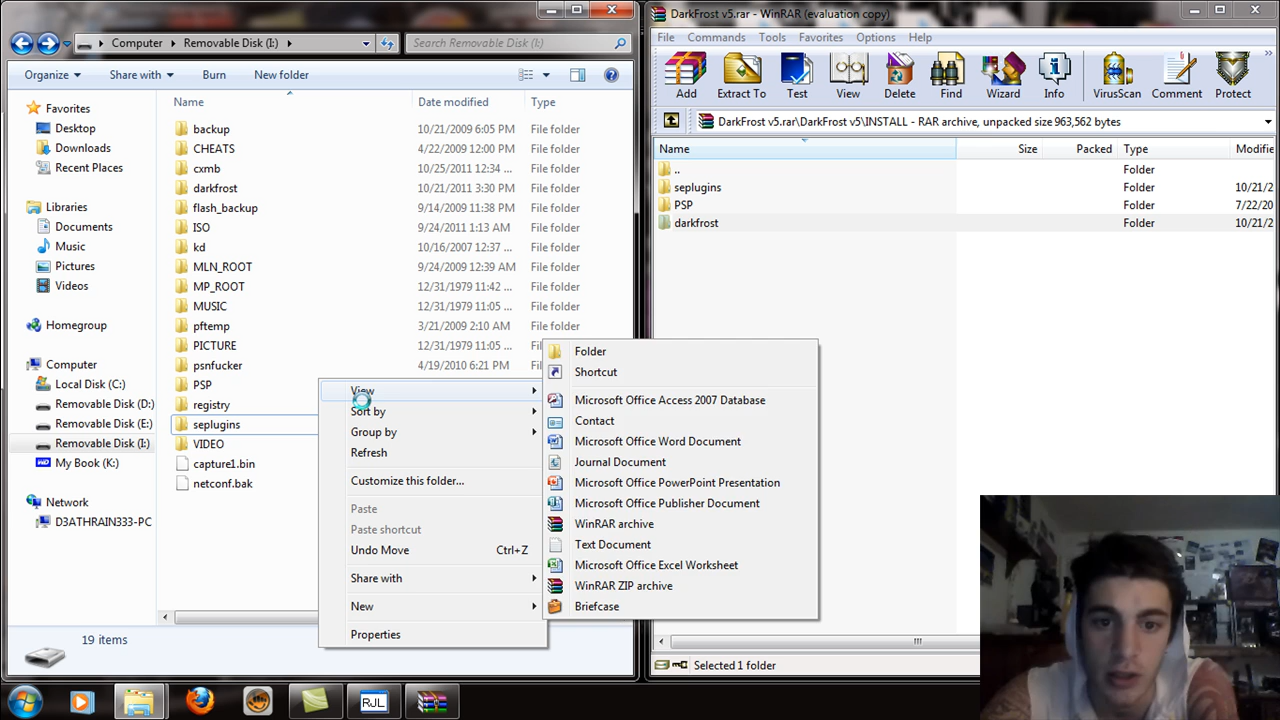 Computer ▸ Removable Disk (I:) ▸
Search Removable Disk (I:)
Organize ▾ Share with ▾ Burn New folder
Favorites
Desktop
Downloads
Recent Places
Libraries
Documents
Music
Pictures
Videos
Homegroup
Computer
Local Disk (C:)
Removable Disk (D:)
Removable Disk (E:)
Removable Disk (I:)
My Book (K:)
Network
D3ATHRAIN333-PC
Name Date modified Type
backup 10/21/2009 6:05 PM File folder
CHEATS 4/22/2009 12:00 PM File folder
cxmb 10/25/2011 12:34 ... File folder
darkfrost 10/21/2011 3:30 PM File folder
flash_backup 9/14/2009 11:38 PM File folder
ISO 9/24/2011 1:13 AM File folder
kd 10/16/2007 12:37 ... File folder
MLN_ROOT 9/24/2009 12:39 AM File folder
MP_ROOT 12/31/1979 11:42 ... File folder
MUSIC 12/31/1979 11:05 ... File folder
pftemp 3/21/2009 2:10 AM File folder
PICTURE 12/31/1979 11:05 ...
psnfucker 4/19/2010 6:21 PM
PSP
registry
seplugins
VIDEO
capture1.bin
netconf.bak
19 items
View
Sort by
Group by
Refresh
Customize this folder...
Paste
Paste shortcut
Undo Move Ctrl+Z
Share with
New
Properties
Folder
Shortcut
Microsoft Office Access 2007 Database
Contact
Microsoft Office Word Document
Journal Document
Microsoft Office PowerPoint Presentation
Microsoft Office Publisher Document
WinRAR archive
Text Document
Microsoft Office Excel Worksheet
WinRAR ZIP archive
Briefcase
DarkFrost v5.rar - WinRAR (evaluation copy)
File Commands Tools Favorites Options Help
Add Extract To Test View Delete Find Wizard Info VirusScan Comment Protect
DarkFrost v5.rar\DarkFrost v5\INSTALL - RAR archive, unpacked size 963,562 bytes
Name Size Packed Type Modifie
.. Folder
seplugins Folder 10/21/2
PSP Folder 7/22/20
darkfrost Folder 10/21/2
Selected 1 folder
RJL